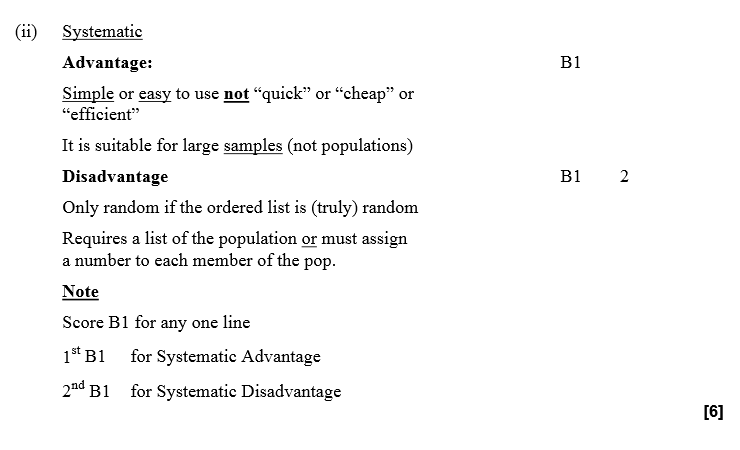 (ii) Systematic
Advantage: B1
Simple or easy to use not “quick” or “cheap” or
“efficient”
It is suitable for large samples (not populations)
Disadvantage B1 2
Only random if the ordered list is (truly) random
Requires a list of the population or must assign
a number to each member of the pop.
Note
Score B1 for any one line
1st B1 for Systematic Advantage
2nd B1 for Systematic Disadvantage
[6]